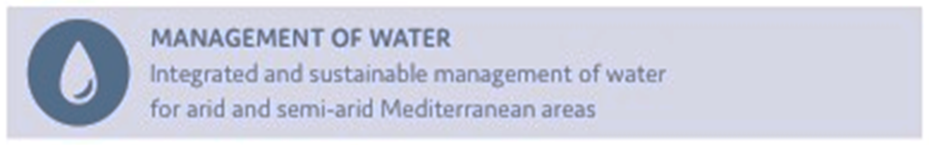 MANAGEMENT OF WATER
Integrated and sustainable management of water
for arid and semi-arid Mediterranean areas